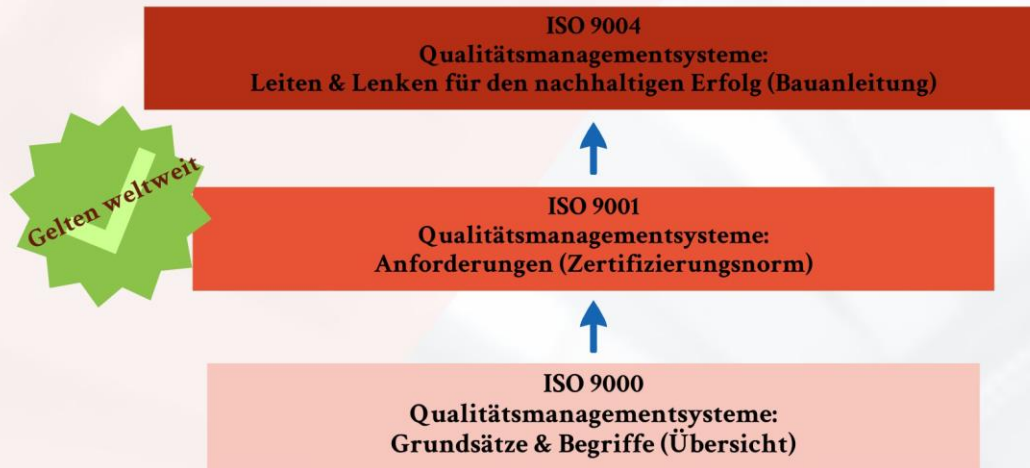 ISO 9004
Qualitätsmanagementsysteme:
Leiten & Lenken für den nachhaltigen Erfolg (Bauanleitung)
Gelten weltweit
ISO 9001
Qualitätsmanagementsysteme:
Anforderungen (Zertifizierungsnorm)
ISO 9000
Qualitätsmanagementsysteme:
Grundsätze & Begriffe (Übersicht)